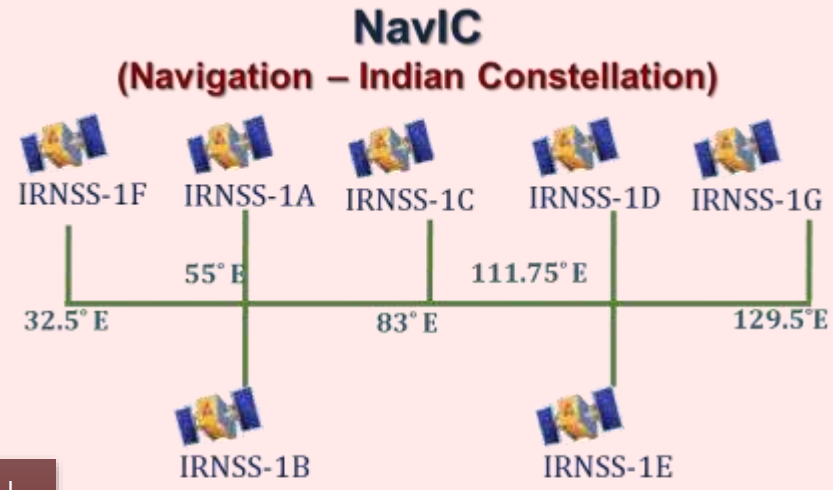 NavIC
(Navigation – Indian Constellation)
IRNSS-1F IRNSS-1A IRNSS-1C IRNSS-1D IRNSS-1G
55° E 111.75° E
32.5° E 83° E 129.5°E
IRNSS-1B IRNSS-1E